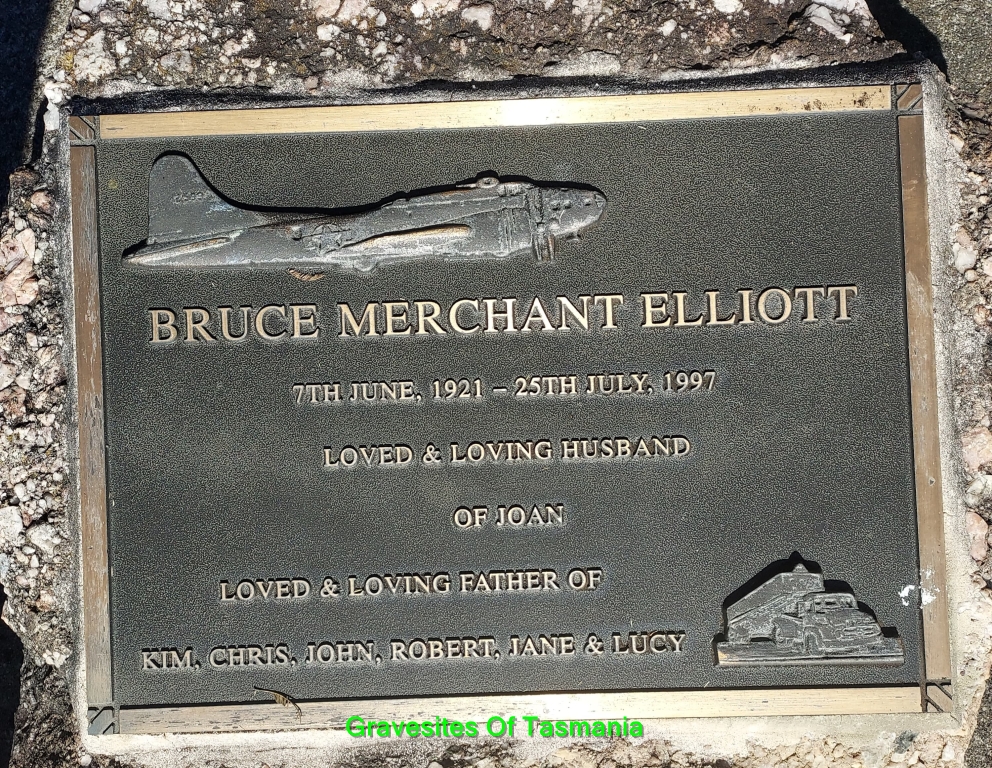 BRUCE MERCHANT ELLIOTT
7TH JUNE, 1921 – 25TH JULY, 1997
LOVED & LOVING HUSBAND
OF JOAN
LOVED & LOVING FATHER OF
KIM, CHRIS, JOHN, ROBERT, JANE & LUCY
Gravesites Of Tasmania